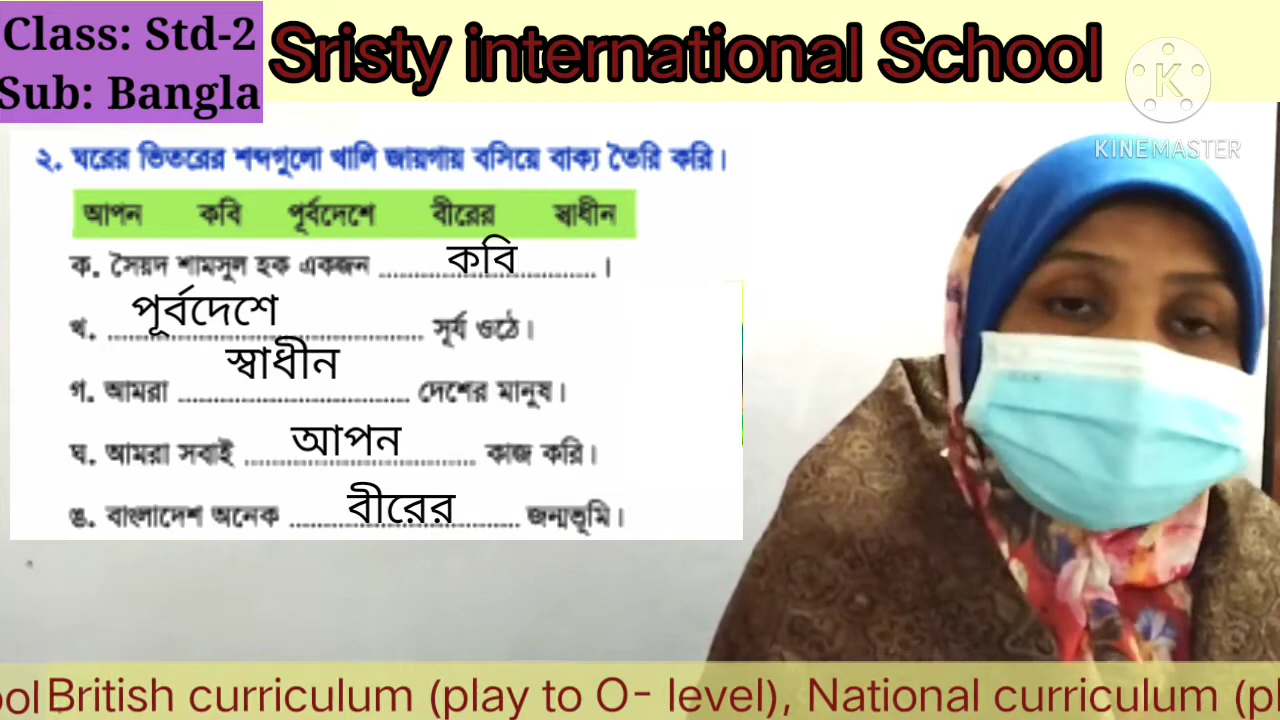 Class: Std-2
Sub: Bangla
Sristy international School
K
KINEMASTER
২. ঘরের ভিতরের শব্দগুলো খালি জায়গায় বসিয়ে বাক্য তৈরি করি।
আপন কবি পূর্বদেশে বীরের স্বাধীন
ক. সৈয়দ শামসুল হক একজন ........কবি........।
খ. ........পূর্বদেশে........ সূর্য ওঠে।
গ. আমরা ........স্বাধীন........ দেশের মানুষ।
ঘ. আমরা সবাই ........আপন........ কাজ করি।
ঙ. বাংলাদেশ অনেক ........বীরের........ জন্মভূমি।
ool British curriculum (play to O- level), National curriculum (pl